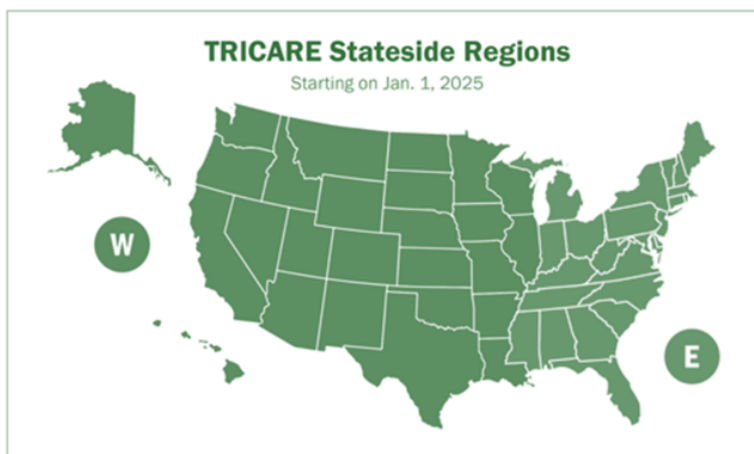 TRICARE Stateside Regions
Starting on Jan. 1, 2025
W
E